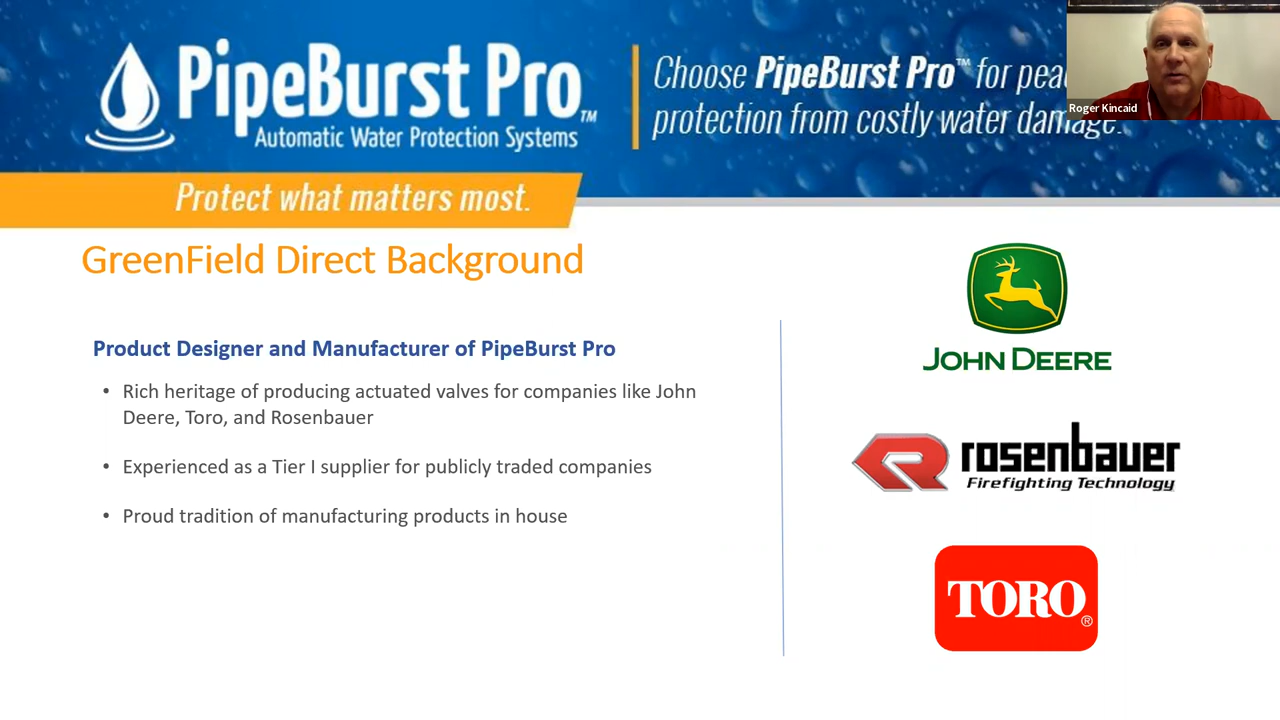 PipeBurst Pro™
Automatic Water Protection Systems
Protect what matters most.
Choose PipeBurst Pro™ for
protection from costly water damage.
Roger Kincaid
GreenField Direct Background
Product Designer and Manufacturer of PipeBurst Pro
• Rich heritage of producing actuated valves for companies like John
Deere, Toro, and Rosenbauer
• Experienced as a Tier I supplier for publicly traded companies
• Proud tradition of manufacturing products in house
JOHN DEERE
rosenbauer
Firefighting Technology
TORO®